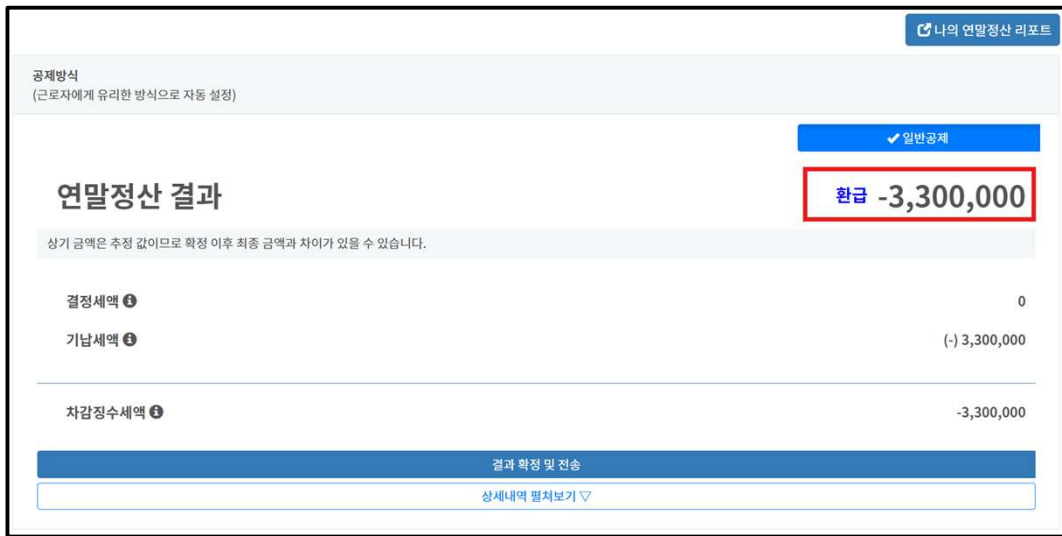 나의 연말정산 리포트
공제방식
(근로자에게 유리한 방식으로 자동 설정)
✔ 일반공제
연말정산 결과 환급 -3,300,000
상기 금액은 추정 값이므로 확정 이후 최종 금액과 차이가 있을 수 있습니다.
결정세액 0
기납세액 (-) 3,300,000
차감징수세액 -3,300,000
결과 확정 및 전송
상세내역 펼쳐보기 ▽